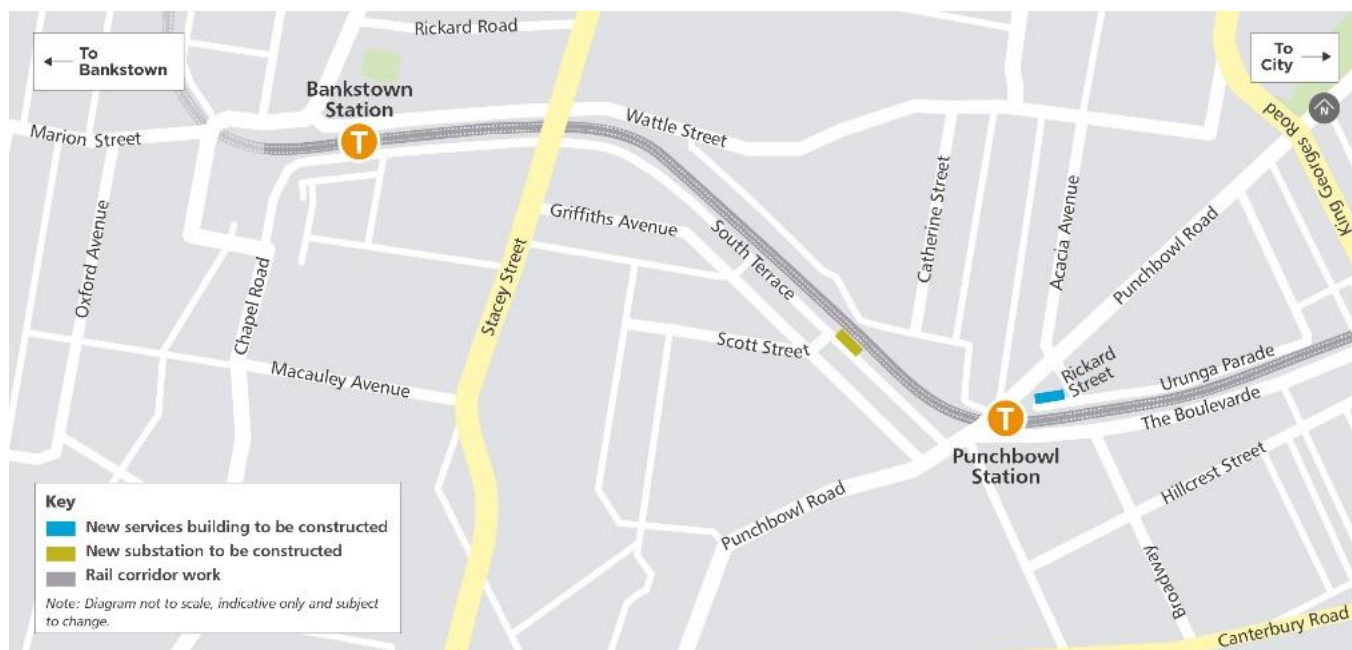 Rickard Road
To
Bankstown
To
City
Bankstown
Station
T
N
Marion Street
Wattle Street
King Georges Road
Oxford Avenue
Chapel Road
Stacey Street
Griffiths Avenue
South Terrace
Catherine Street
Acacia Avenue
Punchbowl Road
Scott Street
Macauley Avenue
Rickard
Street
Urunga Parade
The Boulevarde
T
Punchbowl
Station
Hillcrest Street
Punchbowl Road
Broadway
Canterbury Road
Key
New services building to be constructed
New substation to be constructed
Rail corridor work
Note: Diagram not to scale, indicative only and subject
to change.